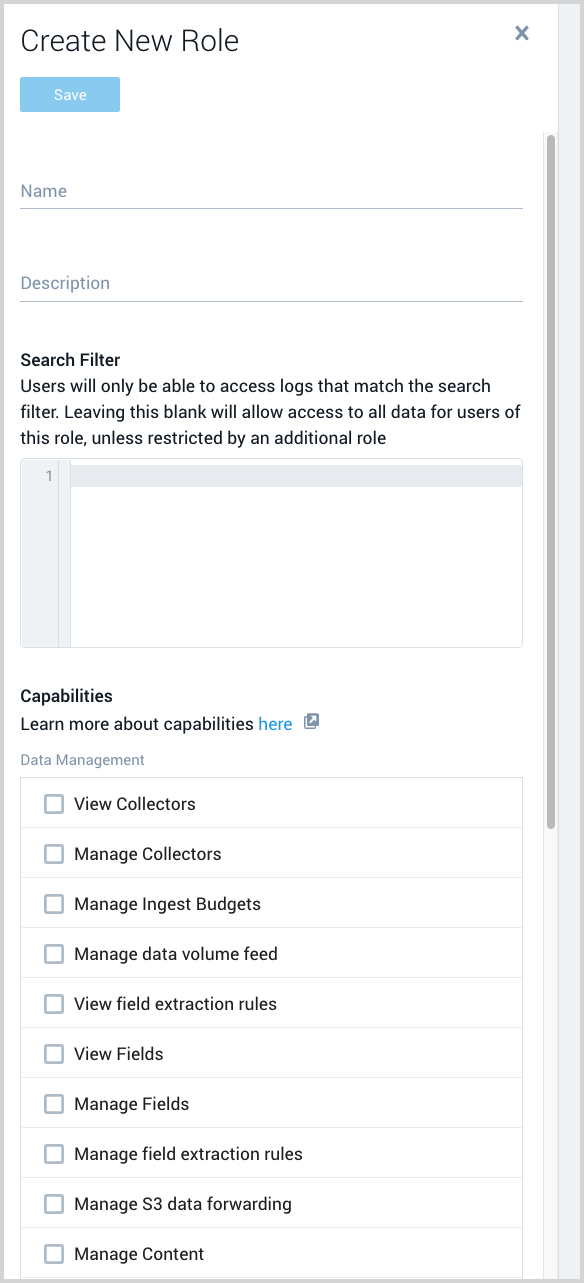 Create New Role
Save
Name
Description
Search Filter
Users will only be able to access logs that match the search
filter. Leaving this blank will allow access to all data for users of
this role, unless restricted by an additional role
1
Capabilities
Learn more about capabilities here
Data Management
View Collectors
Manage Collectors
Manage Ingest Budgets
Manage data volume feed
View field extraction rules
View Fields
Manage Fields
Manage field extraction rules
Manage S3 data forwarding
Manage Content